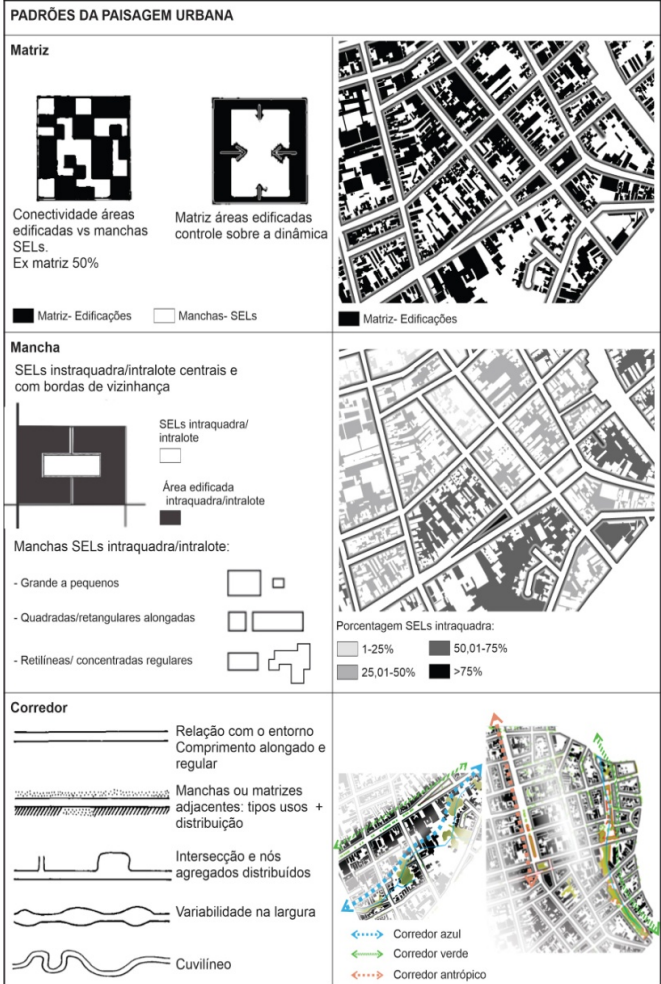 PADRÕES DA PAISAGEM URBANA
Matriz
Conectividade áreas
edificadas vs manchas
SELs.
Ex matriz 50%
Matriz áreas edificadas
controle sobre a dinâmica
Matriz- Edificações
Manchas- SELs
Matriz- Edificações
Mancha
SELs instraquadra/intralote centrais e
com bordas de vizinhança
SELs intraquadra/
intralote
Área edificada
intraquadra/intralote
Manchas SELs intraquadra/intralote:
- Grande a pequenos
- Quadradas/retangulares alongadas
- Retilíneas/ concentradas regulares
Porcentagem SELs intraquadra:
1-25%
50,01-75%
25,01-50%
>75%
Corredor
Relação com o entorno
Comprimento alongado e
regular
Manchas ou matrizes
adjacentes: tipos usos +
distribuição
Intersecção e nós
agregados distribuídos
Variabilidade na largura
Cuvilíneo
Corredor azul
Corredor verde
Corredor antrópico